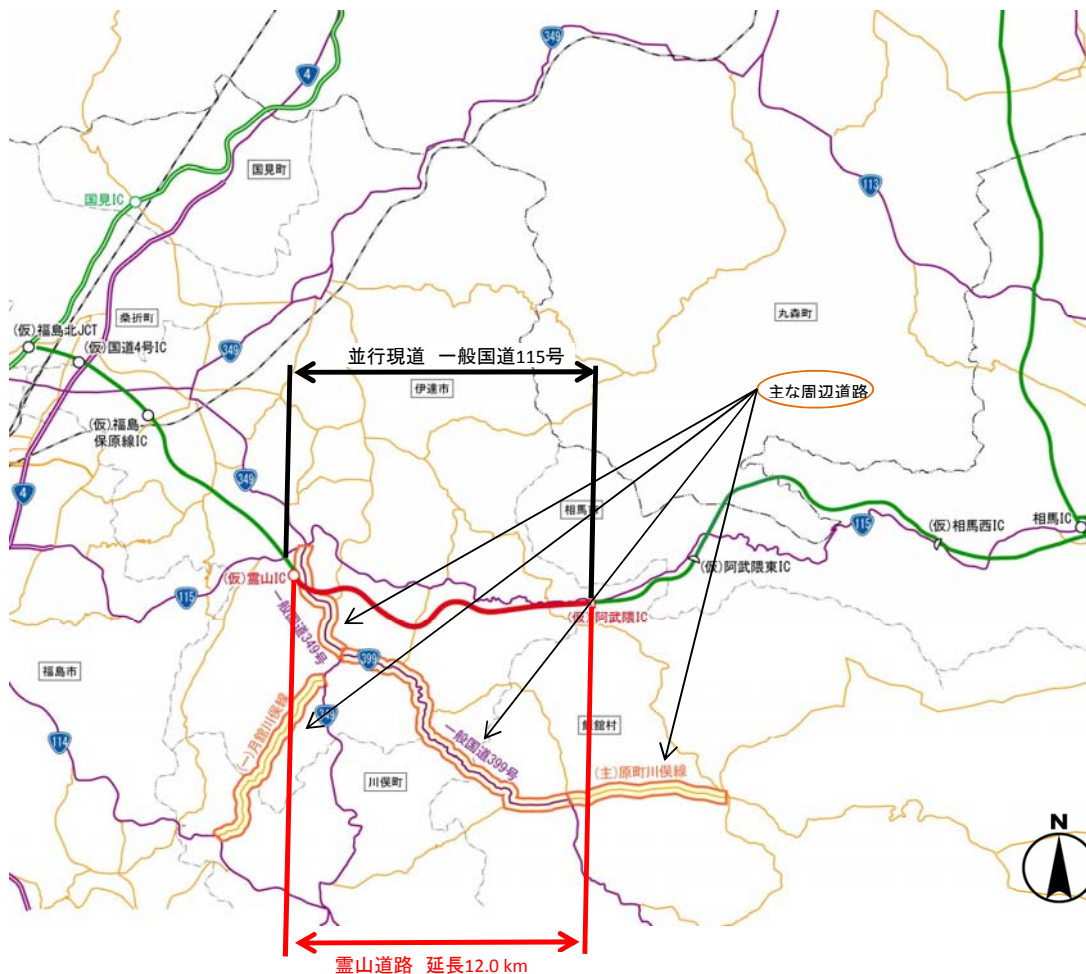 349
4
国見町
国見IC
113
桑折町
丸森町
(仮)福島北JCT
(仮)国道4号IC
349
並行現道 一般国道115号
伊達市
主な周辺道路
(仮)福島
保原線IC
349
4
相馬市
115
(仮)相馬西IC
相馬IC
(仮)阿武隈東IC
(仮)霊山IC
115
(仮)阿武隈IC
一般国道349号
399
福島市
(一)月舘川俣線
飯舘村
114
一般国道399号
川俣町
(主)原町川俣線
N
霊山道路 延長12.0 km